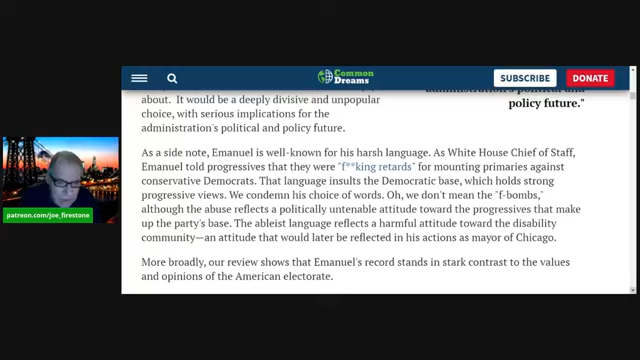 Common
Dreams
SUBSCRIBE
DONATE
about. It would be a deeply divisive and unpopular
choice, with serious implications for the
administration's political and policy future.
policy future."
As a side note, Emanuel is well-known for his harsh language. As White House Chief of Staff,
Emanuel told progressives that they were "f**king retards" for mounting primaries against
conservative Democrats. That language insults the Democratic base, which holds strong
progressive views. We condemn his choice of words. Oh, we don't mean the "f-bombs,"
although the abuse reflects a politically untenable attitude toward the progressives that make
up the party's base. The ableist language reflects a harmful attitude toward the disability
community—an attitude that would later be reflected in his actions as mayor of Chicago.
More broadly, our review shows that Emanuel's record stands in stark contrast to the values
and opinions of the American electorate.
patreon.com/joe_firestone